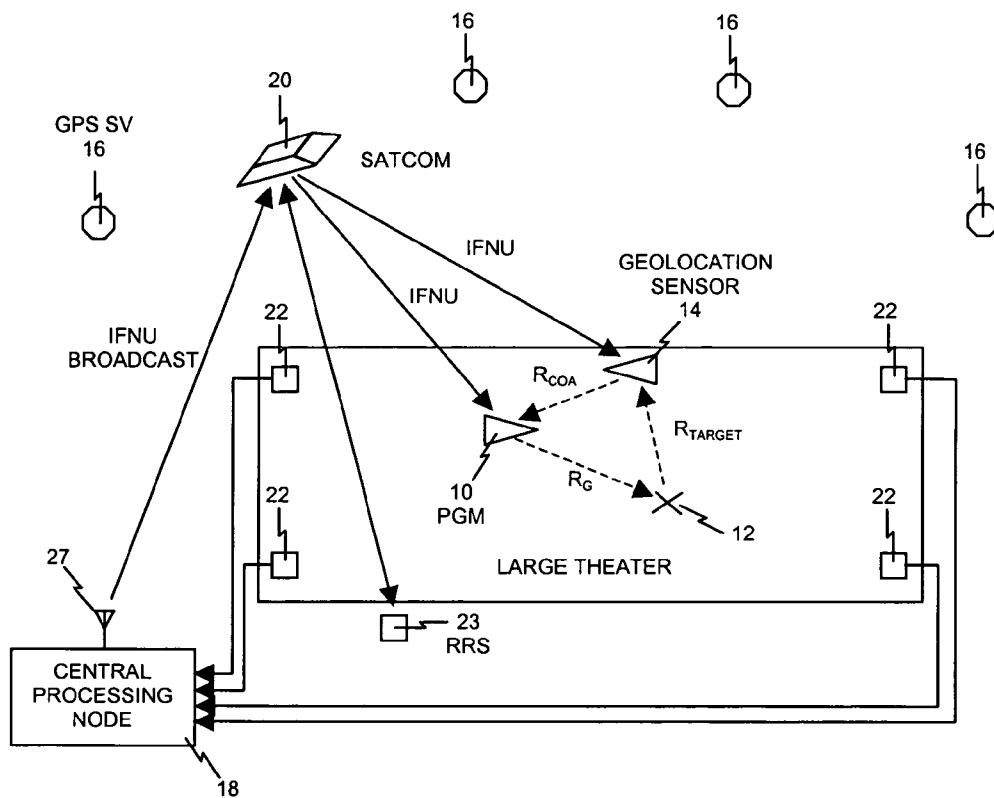 16
16
20
GPS SV
16
SATCOM
16
IFNU
GEOLOCATION
SENSOR
14
IFNU
22
22
IFNU
BROADCAST
RCOA
RTARGET
RG
10
PGM
12
22
22
LARGE THEATER
27
23
RRS
CENTRAL
PROCESSING
NODE
18